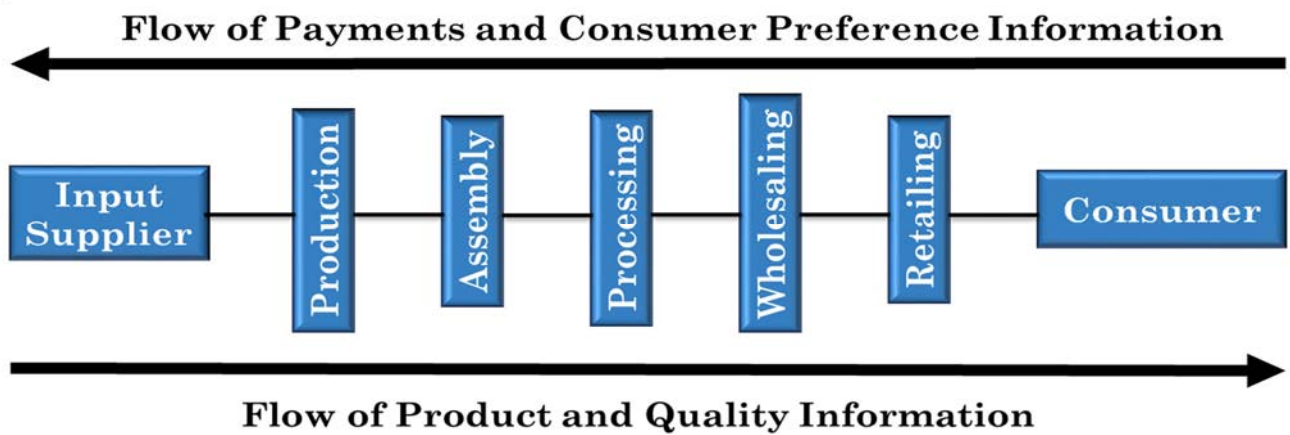 Flow of Payments and Consumer Preference Information
Input
Supplier
Production
Assembly
Processing
Wholesaling
Retailing
Consumer
Flow of Product and Quality Information